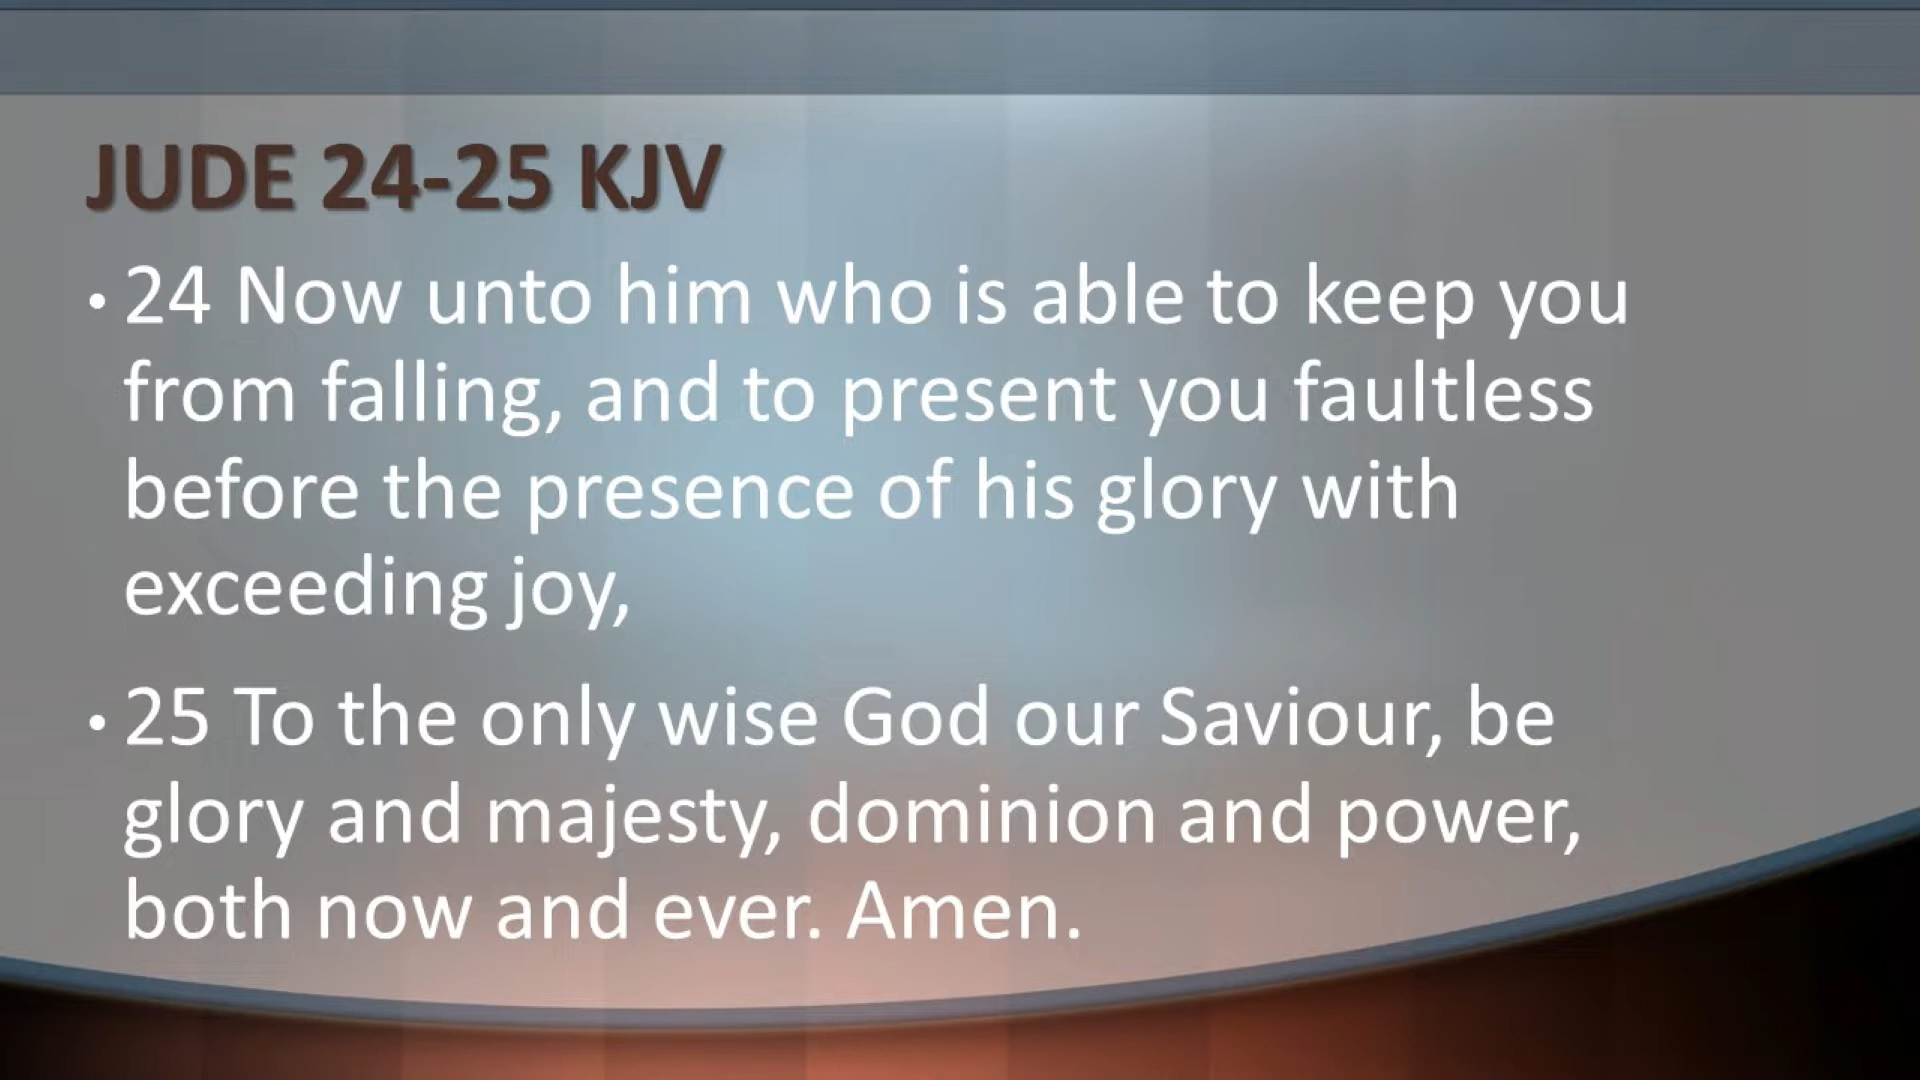 JUDE 24-25 KJV
• 24 Now unto him who is able to keep you
from falling, and to present you faultless
before the presence of his glory with
exceeding joy,
• 25 To the only wise God our Saviour, be
glory and majesty, dominion and power,
both now and ever. Amen.